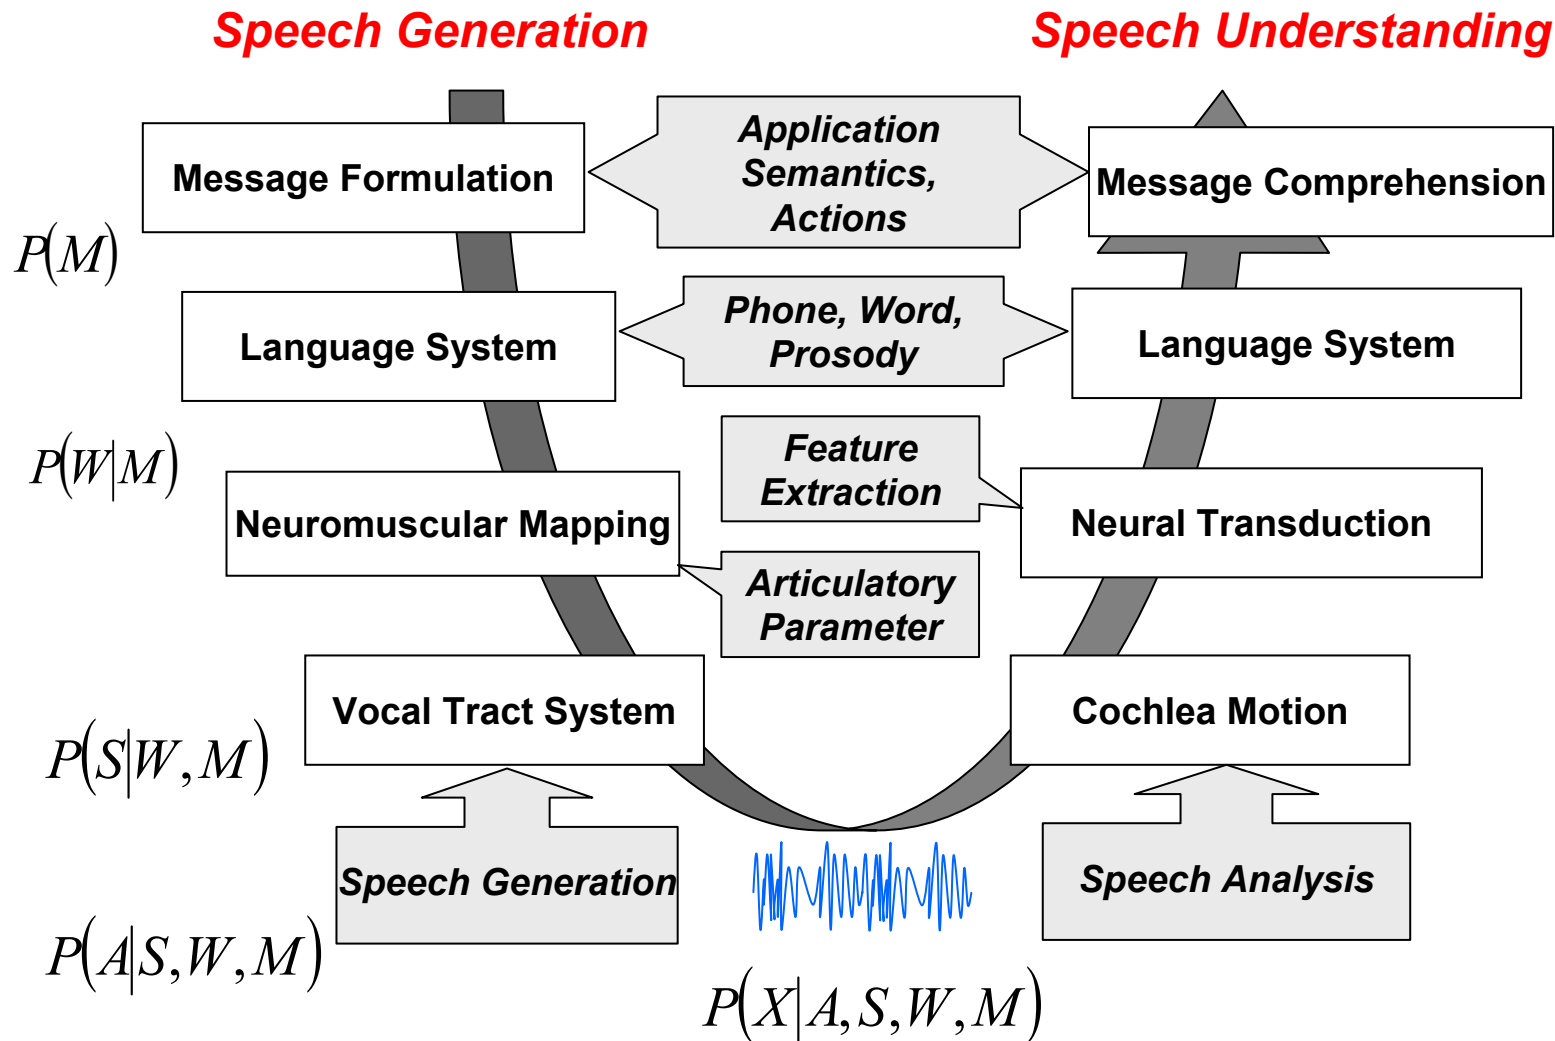 Speech Generation
Speech Understanding
Message Formulation
Application
Semantics,
Actions
Message Comprehension
P(M)
Language System
Phone, Word,
Prosody
Language System
P(W|M)
Neuromuscular Mapping
Feature
Extraction
Neural Transduction
Articulatory
Parameter
Vocal Tract System
Cochlea Motion
P(S|W,M)
Speech Generation
Speech Analysis
P(A|S,W,M)
P(X|A,S,W,M)